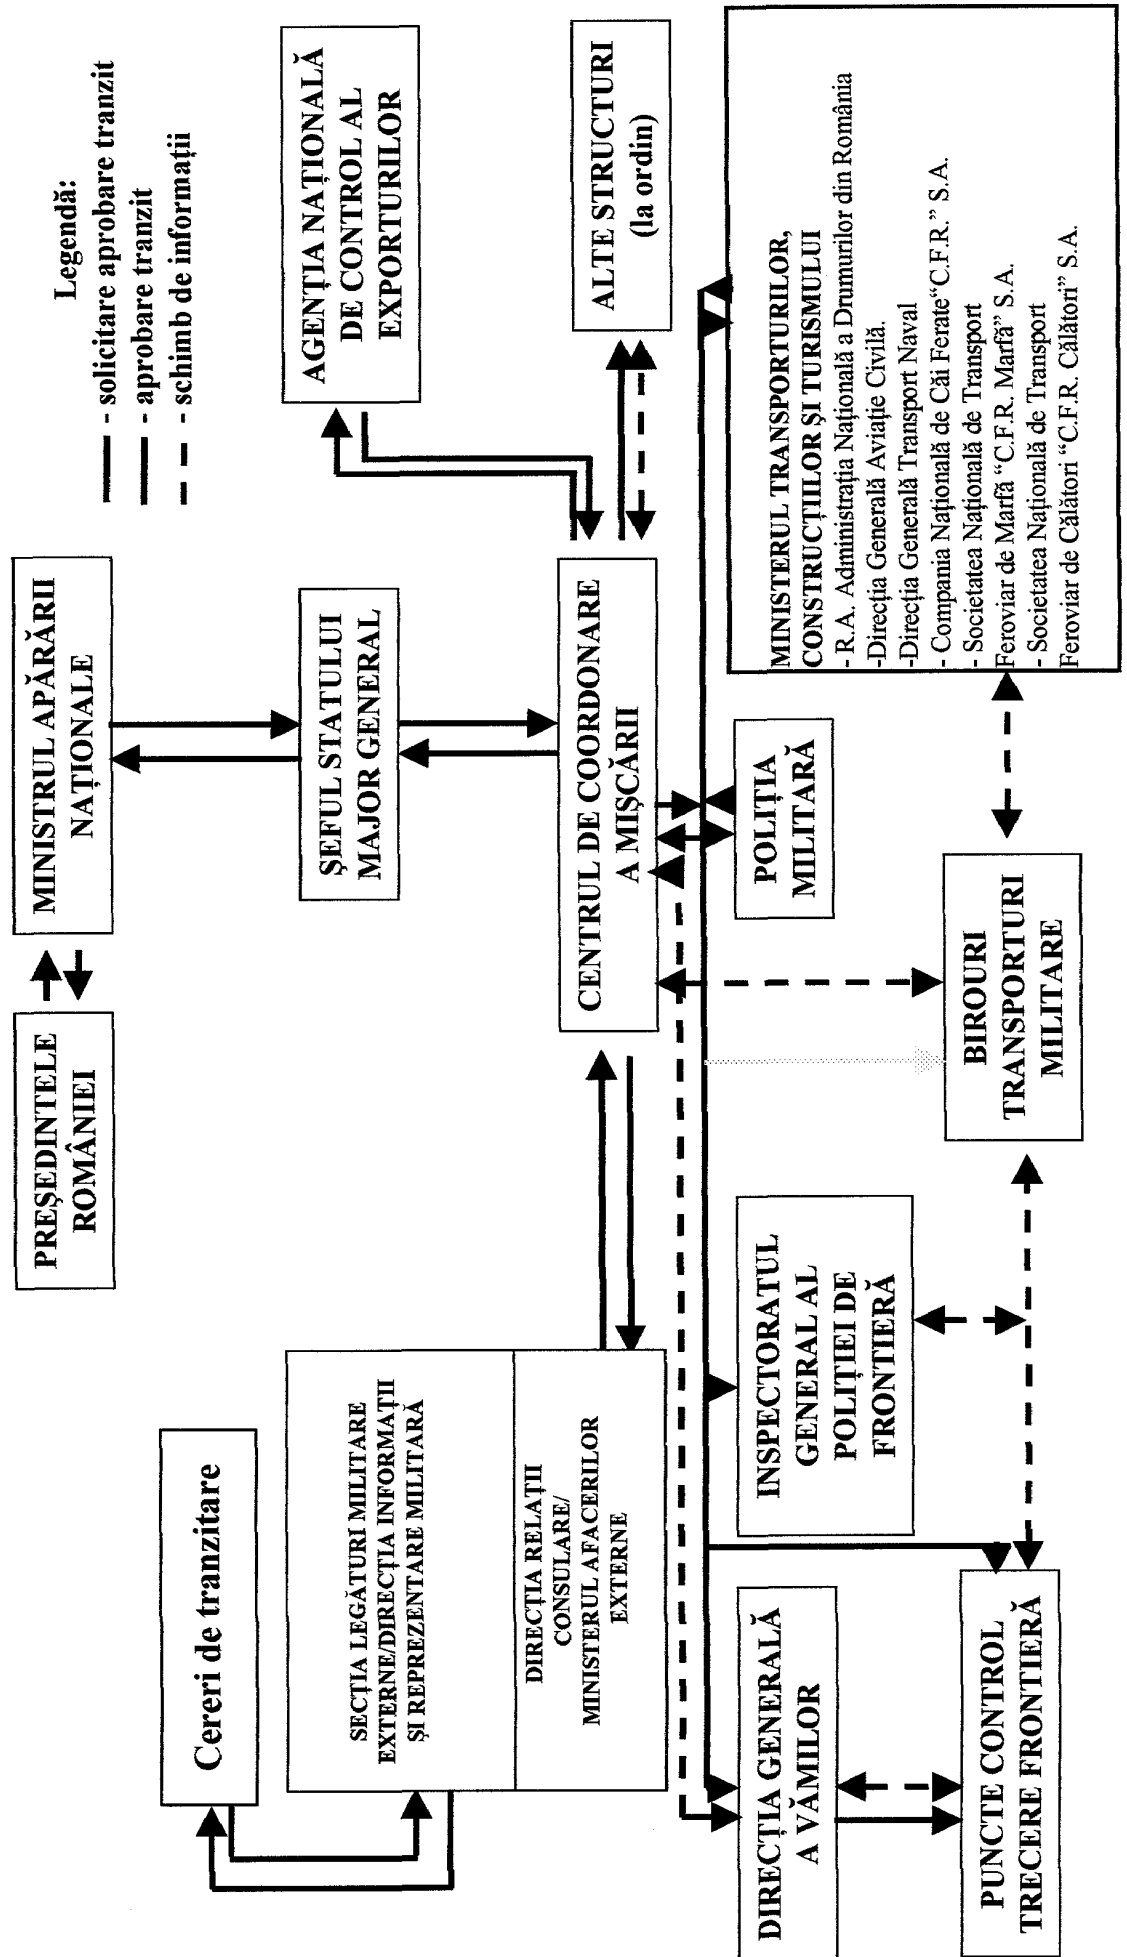 Legendă:
- solicitare aprobare tranzit
- aprobare tranzit
- schimb de informații
PREȘEDINTELE
ROMÂNIEI
MINISTRUL APĂRĂRII
NAȚIONALE
Cereri de tranzitare
ȘEFUL STATULUI
MAJOR GENERAL
AGENȚIA NAȚIONALĂ
DE CONTROL AL
EXPORTURILOR
SECȚIA LEGĂTURI MILITARE
EXTERNE/DIRECȚIA INFORMAȚII
ȘI REPREZENTARE MILITARĂ
DIRECȚIA RELAȚII
CONSULARE/
MINISTERUL AFACERILOR
EXTERNE
CENTRUL DE COORDONARE
A MIȘCĂRII
ALTE STRUCTURI
(la ordin)
DIRECȚIA GENERALĂ
A VĂMILOR
INSPECTORATUL
GENERAL AL
POLIȚIEI DE
FRONTIERĂ
POLIȚIA
MILITARĂ
MINISTERUL TRANSPORTURILOR,
CONSTRUCȚIILOR ȘI TURISMULUI
- R.A. Administrația Națională a Drumurilor din România
-Direcția Generală Aviație Civilă.
-Direcția Generală Transport Naval
- Compania Națională de Căi Ferate“C.F.R.” S.A.
- Societatea Națională de Transport
Feroviar de Marfă “C.F.R. Marfă” S.A.
- Societatea Națională de Transport
Feroviar de Călători “C.F.R. Călători” S.A.
PUNCTE CONTROL
TRECERE FRONTIERĂ
BIROURI
TRANSPORTURI
MILITARE